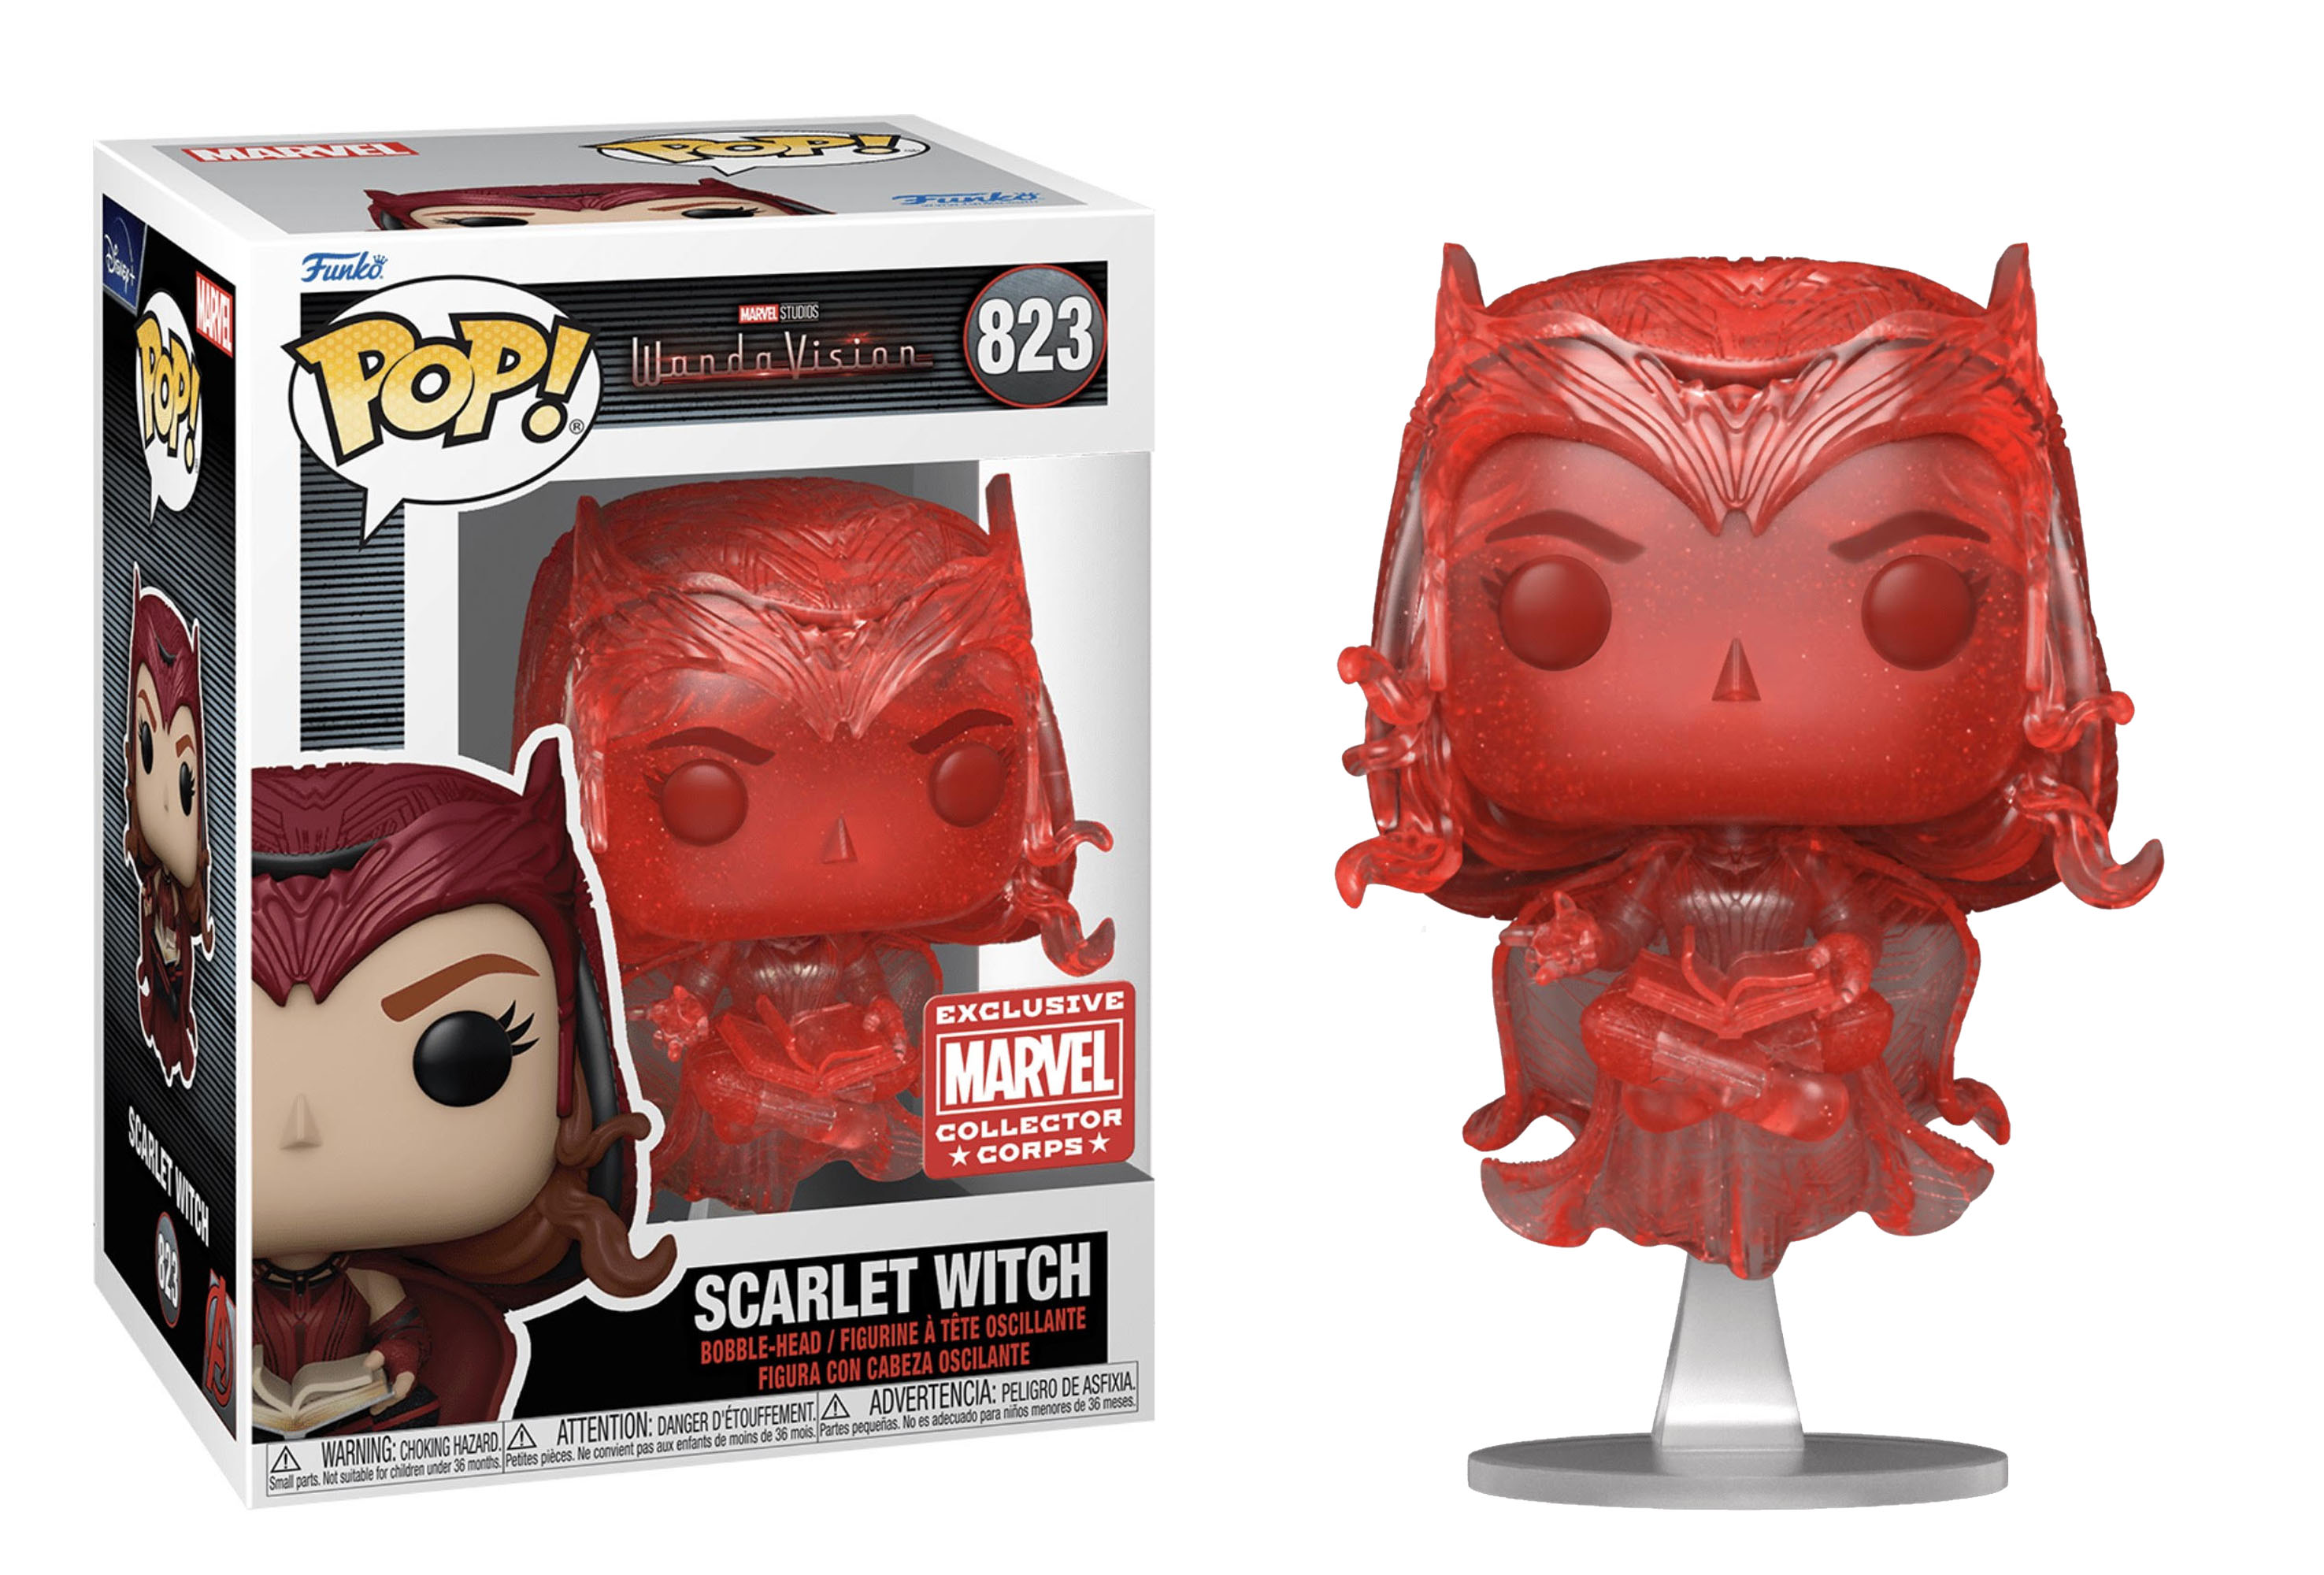 MARVEL
POP!
Funko
Disney+
MARVEL
POP!
SCARLET WITCH
823
A
Funko
POP!®
MARVEL STUDIOS
WandaVision
823
EXCLUSIVE
MARVEL
COLLECTOR
★ CORPS ★
SCARLET WITCH
BOBBLE-HEAD / FIGURINE À TÊTE OSCILLANTE
FIGURA CON CABEZA OSCILANTE
WARNING: CHOKING HAZARD.
Small parts. Not suitable for children under 36 months.
ATTENTION: DANGER D'ÉTOUFFEMENT.
Petites pièces. Ne convient pas aux enfants de moins de 36 mois.
ADVERTENCIA: PELIGRO DE ASFIXIA.
Partes pequeñas. No es adecuado para niños menores de 36 meses.